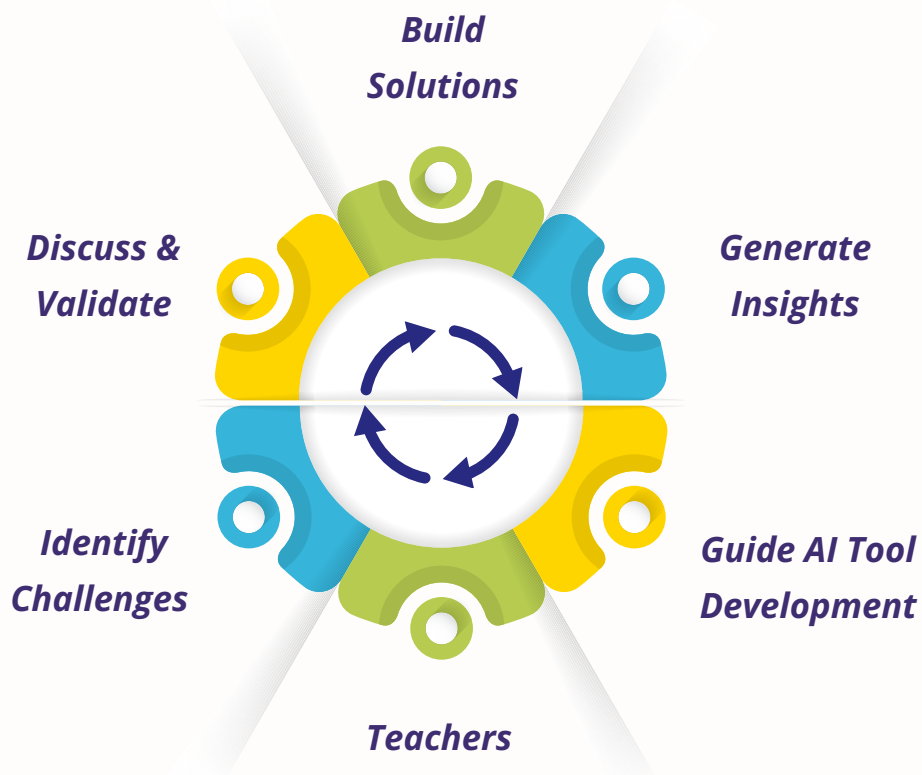 Build
Solutions
Discuss &
Validate
Generate
Insights
Identify
Challenges
Guide AI Tool
Development
Teachers